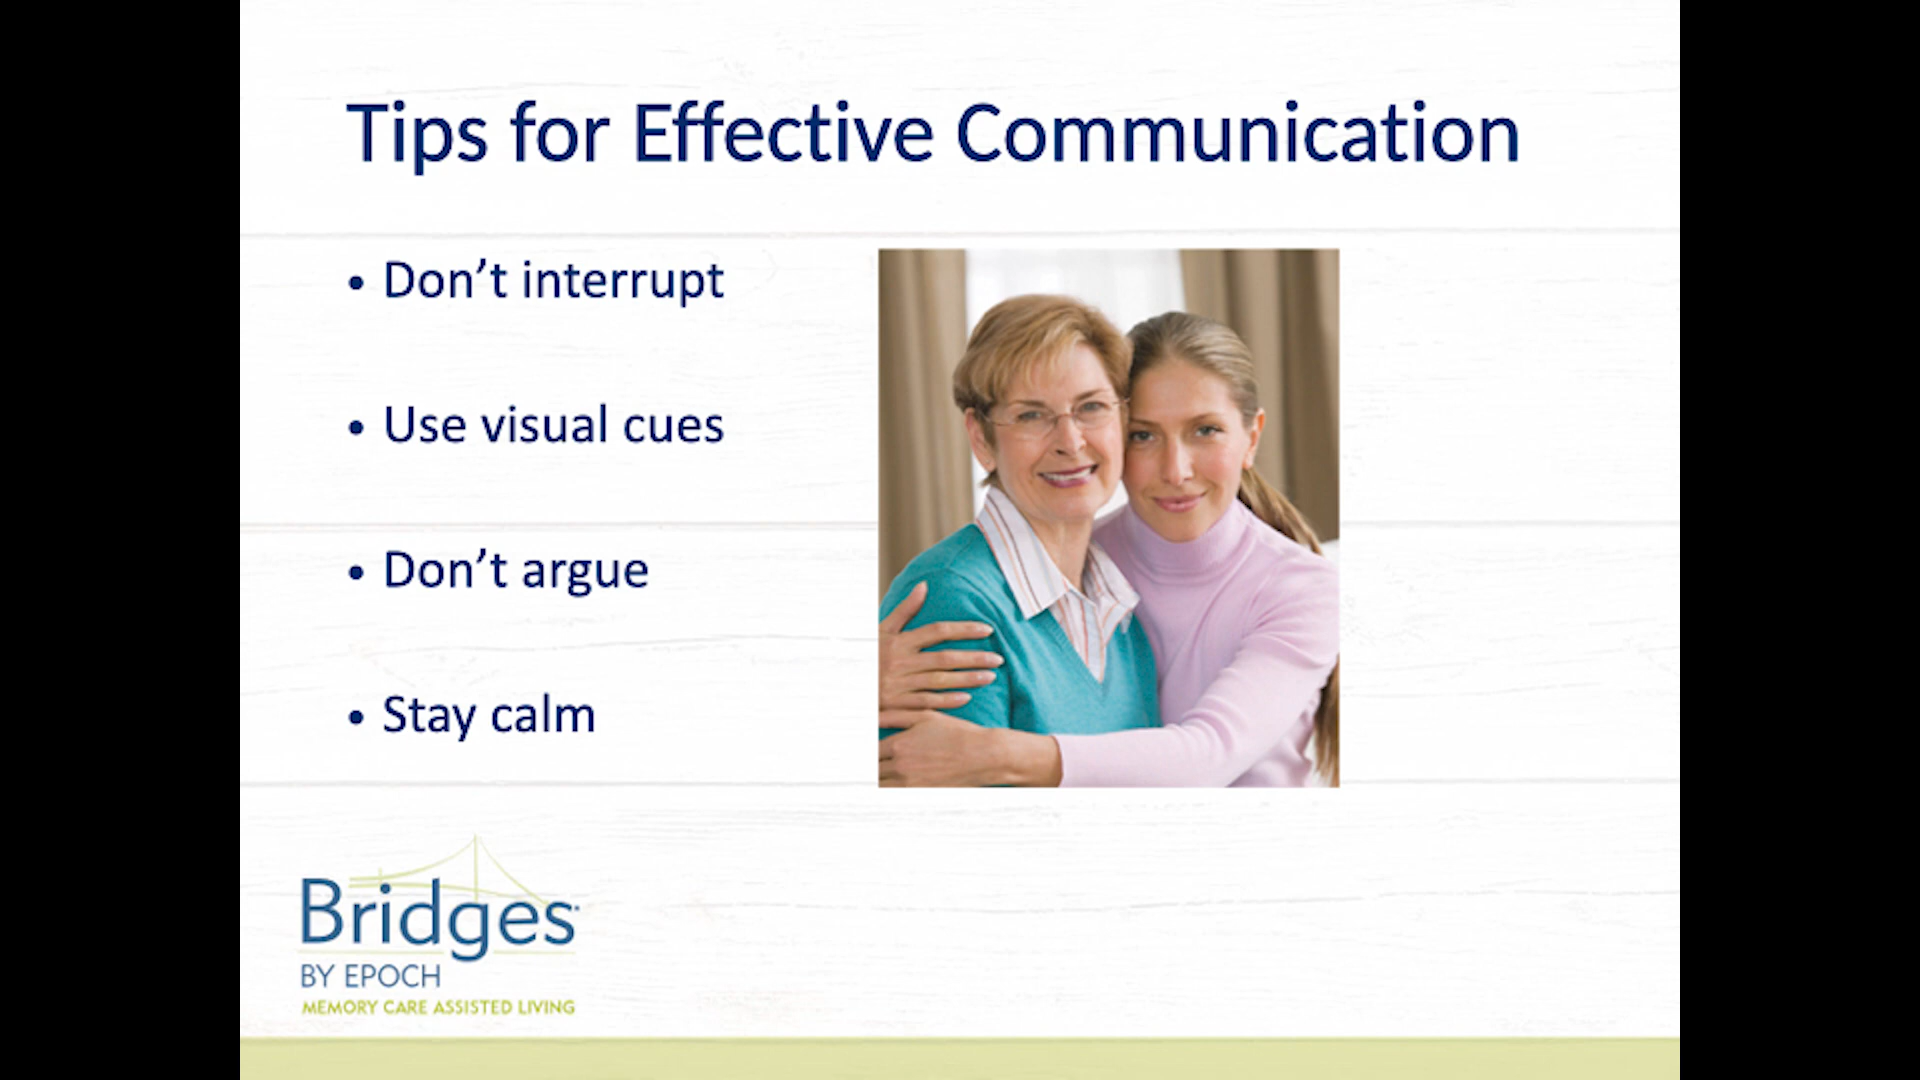 Tips for Effective Communication
• Don’t interrupt
• Use visual cues
• Don’t argue
• Stay calm
Bridges
BY EPOCH
MEMORY CARE ASSISTED LIVING